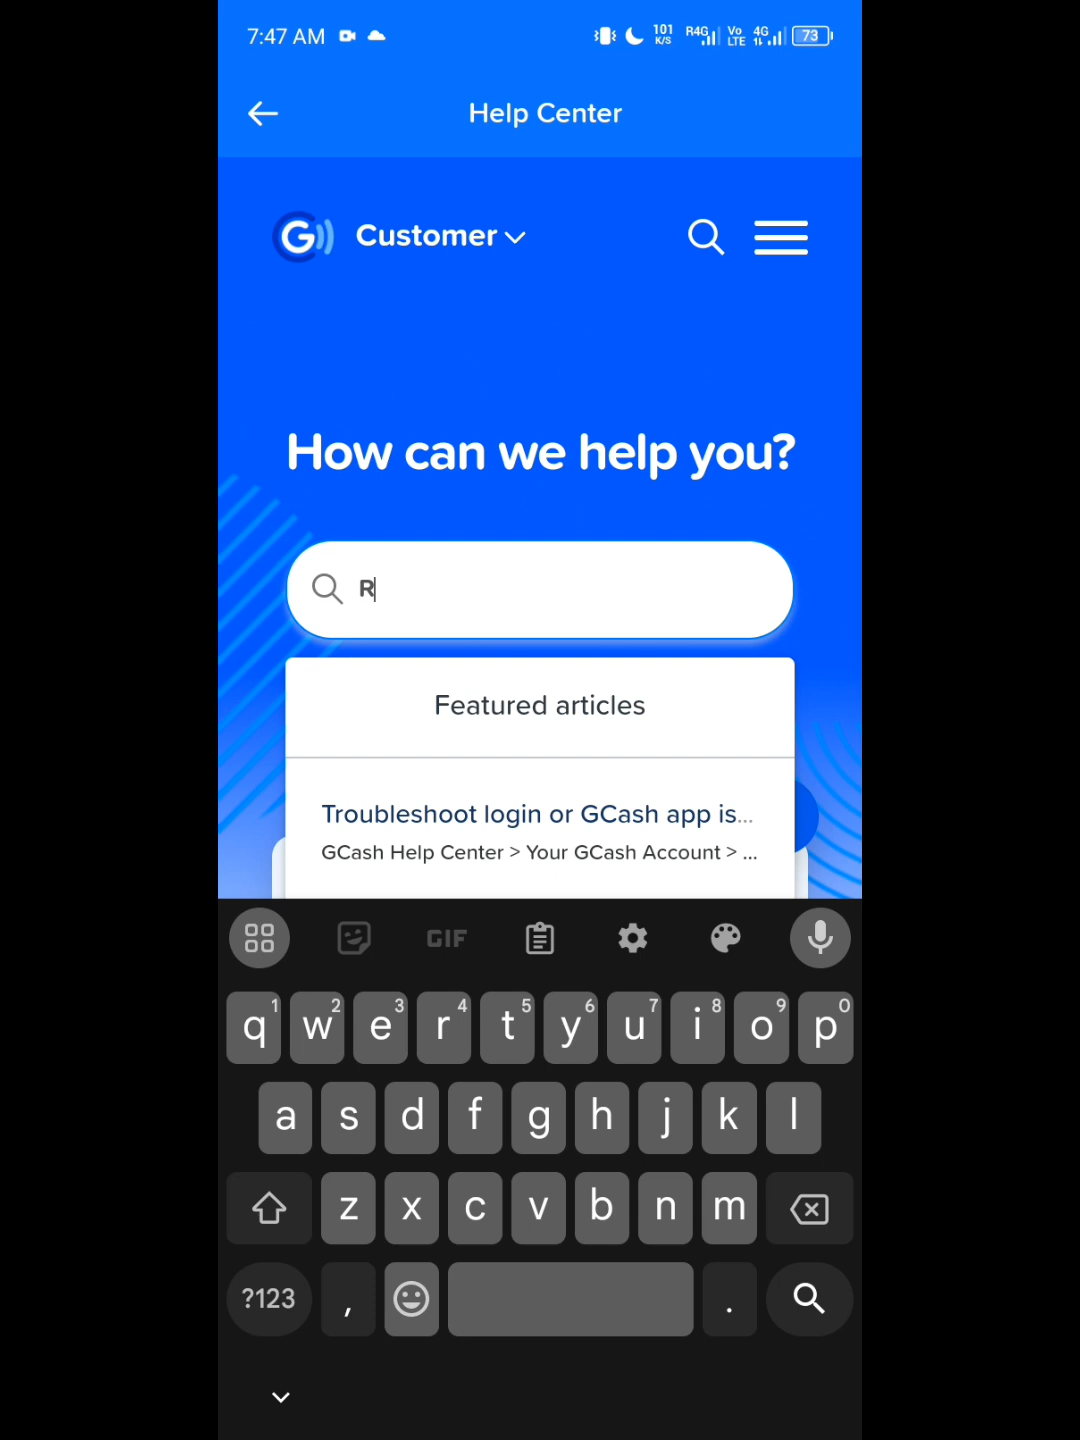 7:47 AM 101 K/S R4G Vo LTE 4G 73
Help Center
G Customer
How can we help you?
R
Featured articles
Troubleshoot login or GCash app is...
GCash Help Center > Your GCash Account > ...
GIF
q1 w2 e3 r4 t5 y6 u7 i8 o9 p0
a s d f g h j k l
z x c v b n m
?123 , .